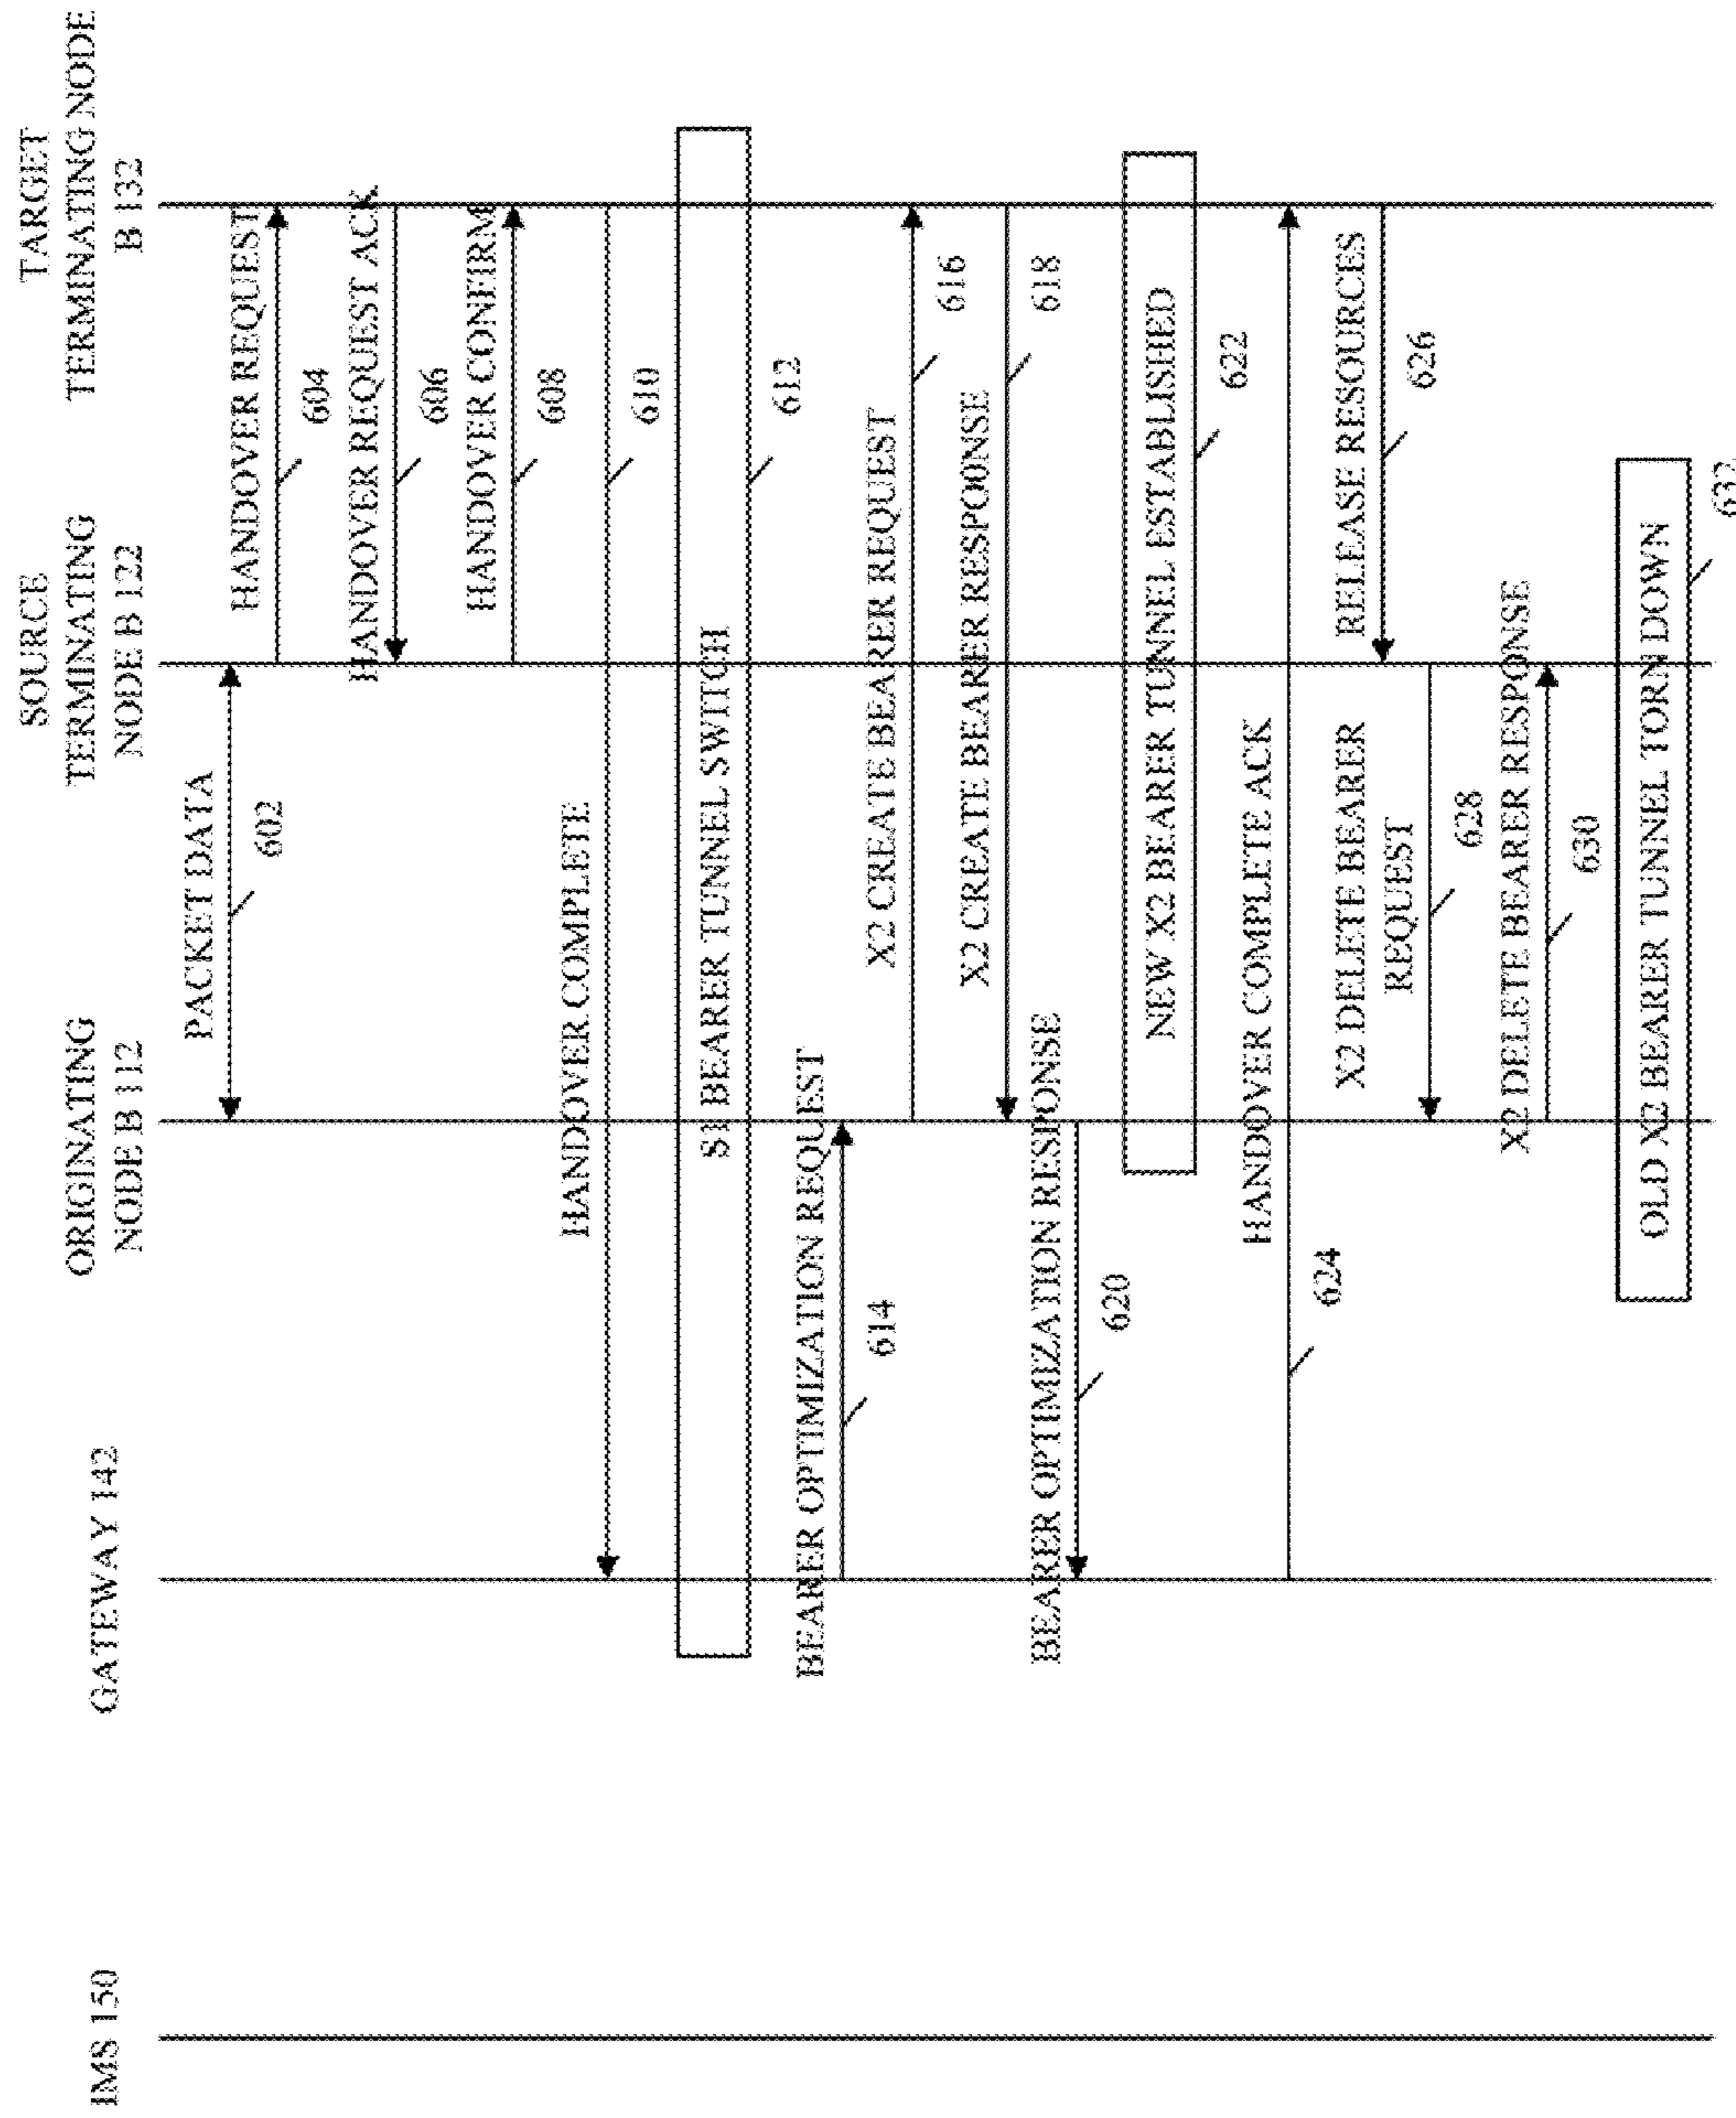 IMS 150
GATEWAY 142
ORIGINATING
NODE B 112
SOURCE
TERMINATING
NODE B 122
TARGET
TERMINATING NODE
B 132
PACKET DATA
602
HANDOVER REQUEST
604
HANDOVER REQUEST ACK
606
HANDOVER CONFIRM
608
HANDOVER COMPLETE
610
S1 BEARER TUNNEL SWITCH
612
BEARER OPTIMIZATION REQUEST
614
X2 CREATE BEARER REQUEST
616
X2 CREATE BEARER RESPONSE
618
BEARER OPTIMIZATION RESPONSE
620
NEW X2 BEARER TUNNEL ESTABLISHED
622
HANDOVER COMPLETE ACK
624
RELEASE RESOURCES
626
X2 DELETE BEARER
REQUEST
628
X2 DELETE BEARER RESPONSE
630
OLD X2 BEARER TUNNEL TORN DOWN
632